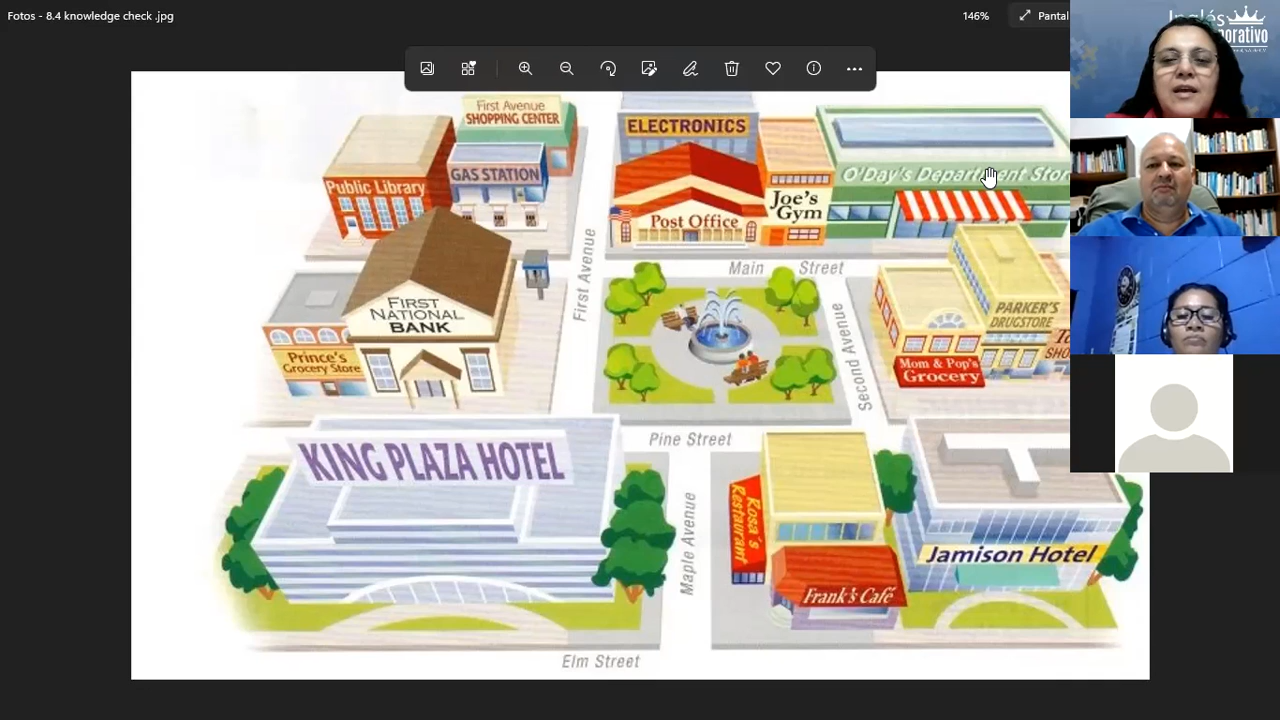 Fotos - 8.4 knowledge check .jpg
146%
Pantal
Inglés
orativo
First Avenue
SHOPPING CENTER
ELECTRONICS
Public Library
GAS STATION
Post Office
Joe's
Gym
O'Day's Department Stor
Main Street
First Avenue
FIRST
NATIONAL
BANK
Prince's
Grocery Store
Second Avenue
PARKER'S
DRUGSTORE
Mom & Pop's
Grocery
KING PLAZA HOTEL
Pine Street
Maple Avenue
Rosa's
Restaurant
Frank's Café
Jamison Hotel
Elm Street